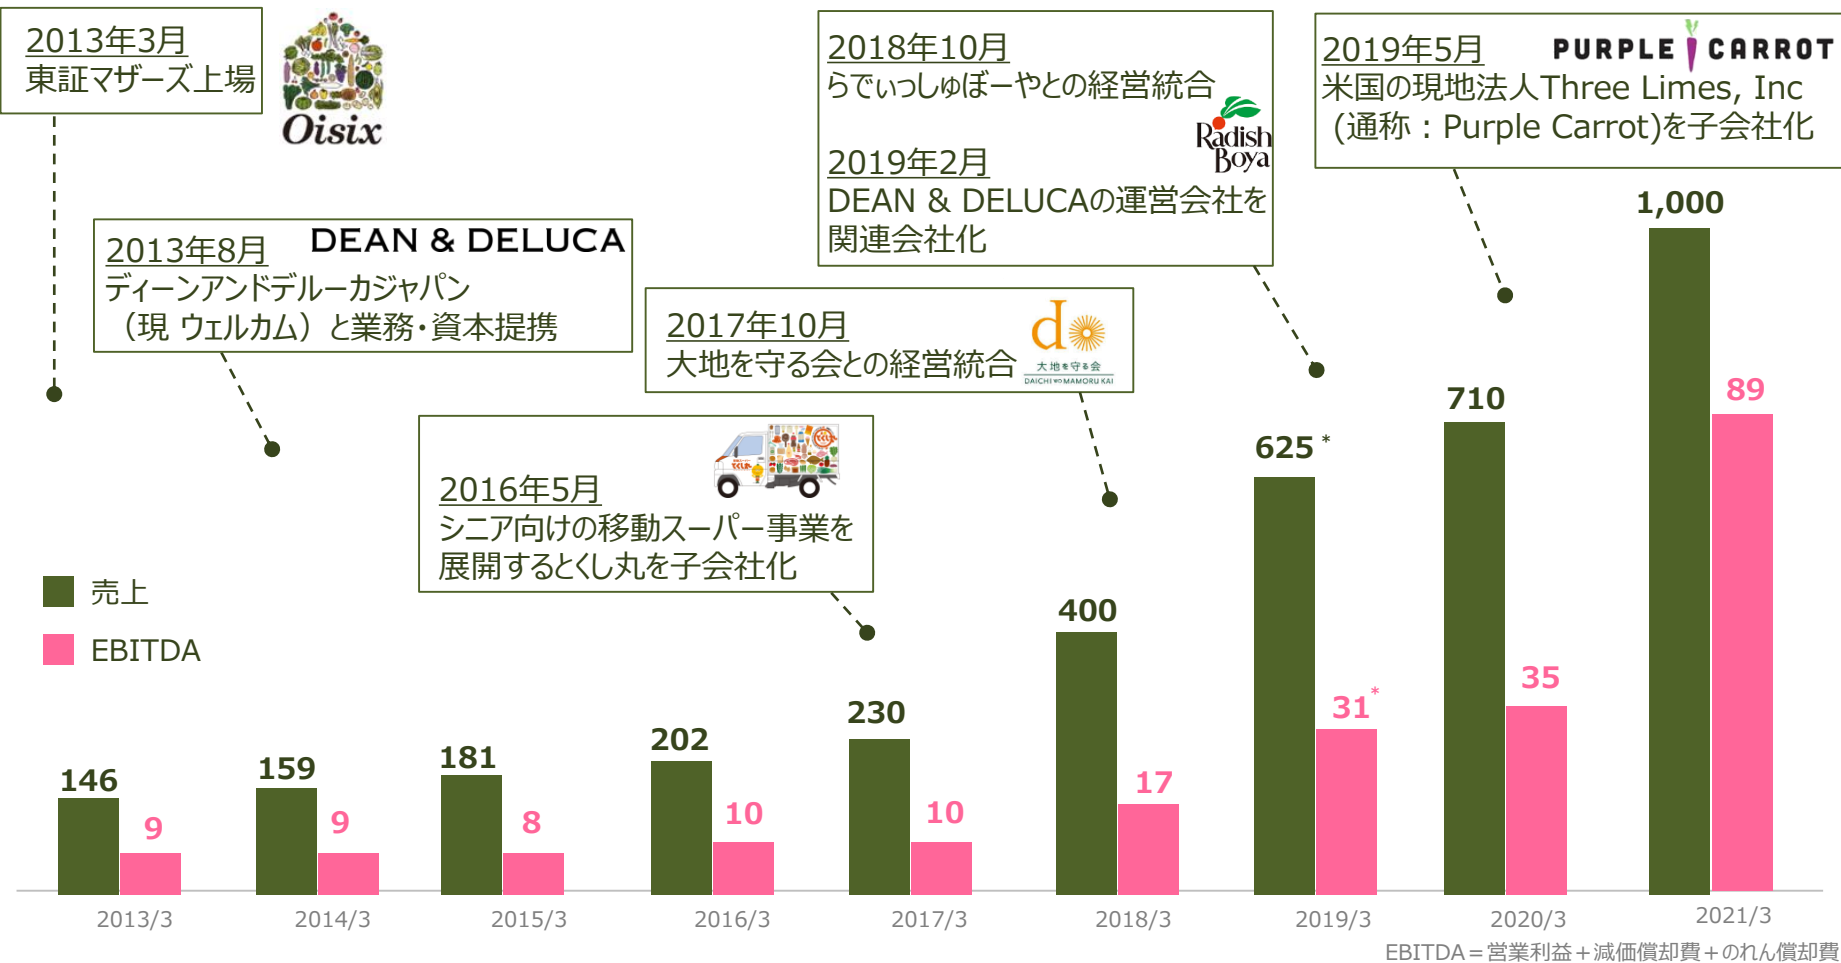 2013年3月
東証マザーズ上場
Oisix
2013年8月
DEAN & DELUCA
ディーンアンドデルーカジャパン
（現 ウェルカム）と業務・資本提携
2016年5月
シニア向けの移動スーパー事業を
展開するとくし丸を子会社化
2017年10月
大地を守る会との経営統合
d
大地を守る会
DAICHI WO MAMORU KAI
2018年10月
らでぃっしゅぼーやとの経営統合
Radish
Boya
2019年2月
DEAN & DELUCAの運営会社を
関連会社化
2019年5月
PURPLE CARROT
米国の現地法人Three Limes, Inc
(通称：Purple Carrot)を子会社化
売上
EBITDA
146
9
159
9
181
8
202
10
230
10
400
17
625*
31*
710
35
1,000
89
2013/3
2014/3
2015/3
2016/3
2017/3
2018/3
2019/3
2020/3
2021/3
EBITDA＝営業利益＋減価償却費＋のれん償却費